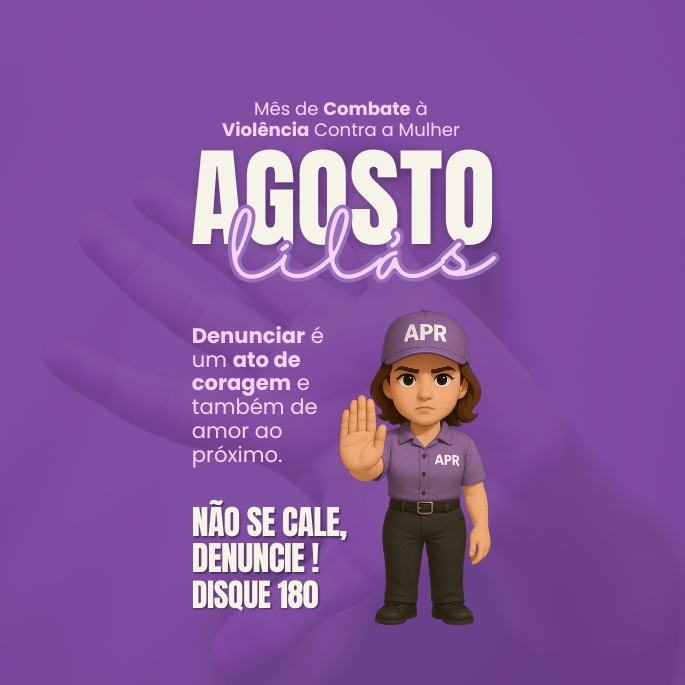 Mês de Combate à
Violência Contra a Mulher
AGOSTO
lilás
Denunciar é
um ato de
coragem e
também de
amor ao
próximo.
APR
APR
NÃO SE CALE,
DENUNCIE !
DISQUE 180